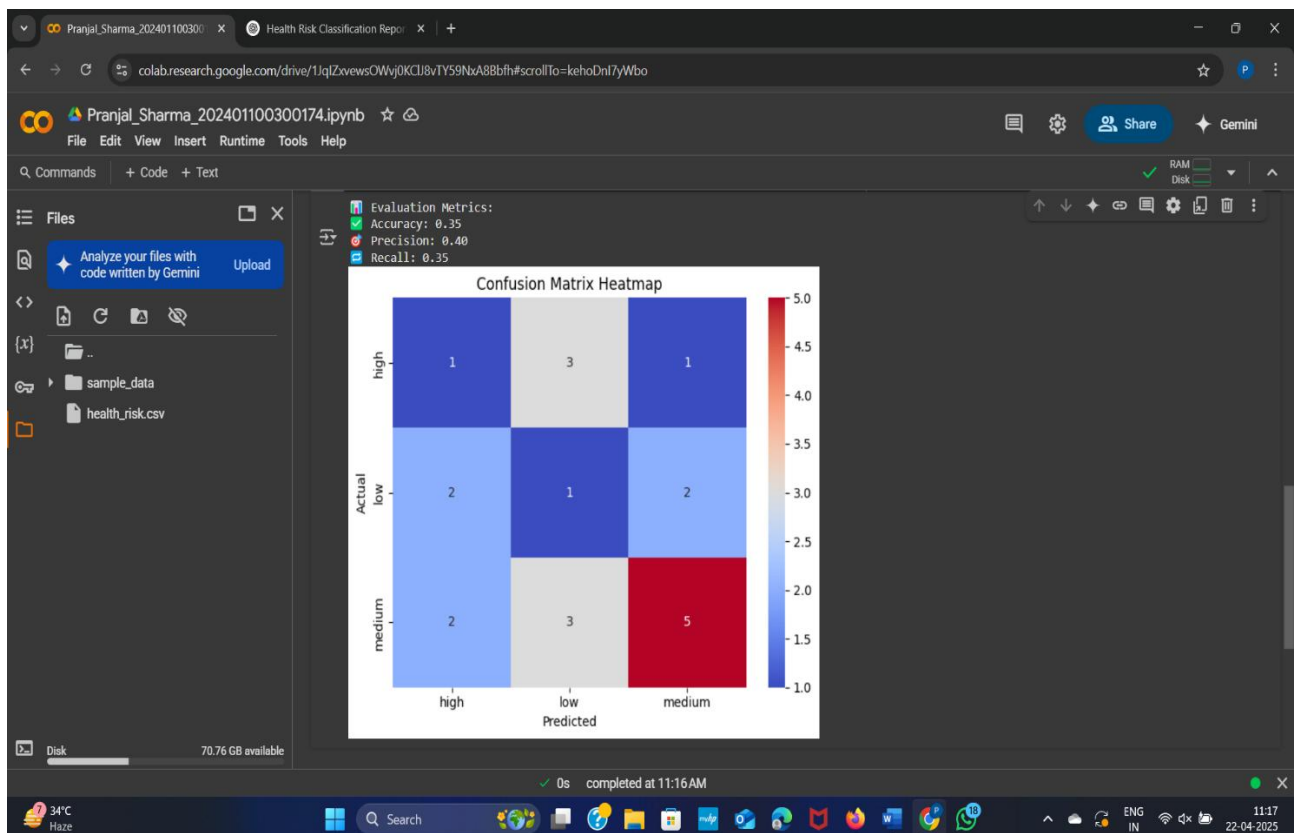 Pranjal_Sharma_202401100300
Health Risk Classification Repor
colab.research.google.com/drive/1JqIZxvewsOWvj0KClJ8vTY59NxA8Bbfh#scrollTo=kehoDnI7yWbo
P
Pranjal_Sharma_202401100300174.ipynb
File Edit View Insert Runtime Tools Help
Share
Gemini
Commands + Code + Text
RAM
Disk
Files
Analyze your files with
code written by Gemini
Upload
{x}
..
sample_data
health_risk.csv
Disk 70.76 GB available
Evaluation Metrics:
Accuracy: 0.35
Precision: 0.40
Recall: 0.35
Confusion Matrix Heatmap
high 1 3 1
low 2 1 2
medium 2 3 5
Actual
high low medium
Predicted
5.0
4.5
4.0
3.5
3.0
2.5
2.0
1.5
1.0
0s completed at 11:16 AM
7
34°C
Haze
Search
18
ENG
IN
11:17
22-04-2025